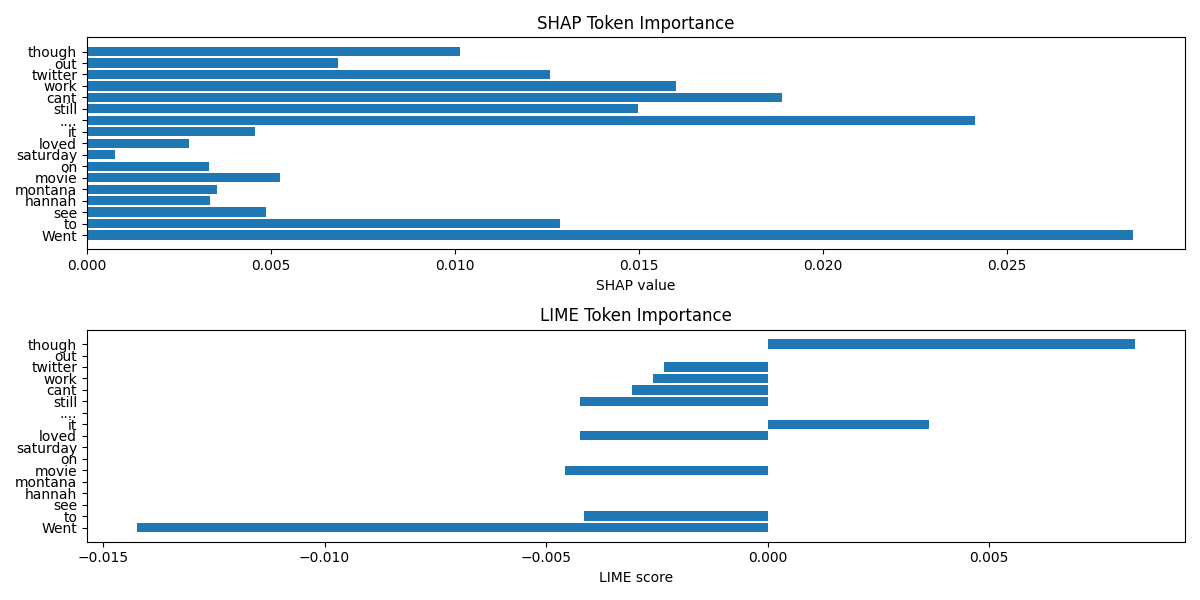 SHAP Token Importance
though
out
twitter
work
cant
still
....
it
loved
saturday
on
movie
montana
hannah
see
to
Went
0.000 0.005 0.010 0.015 0.020 0.025
SHAP value
LIME Token Importance
though
out
twitter
work
cant
still
....
it
loved
saturday
on
movie
montana
hannah
see
to
Went
−0.015 −0.010 −0.005 0.000 0.005
LIME score